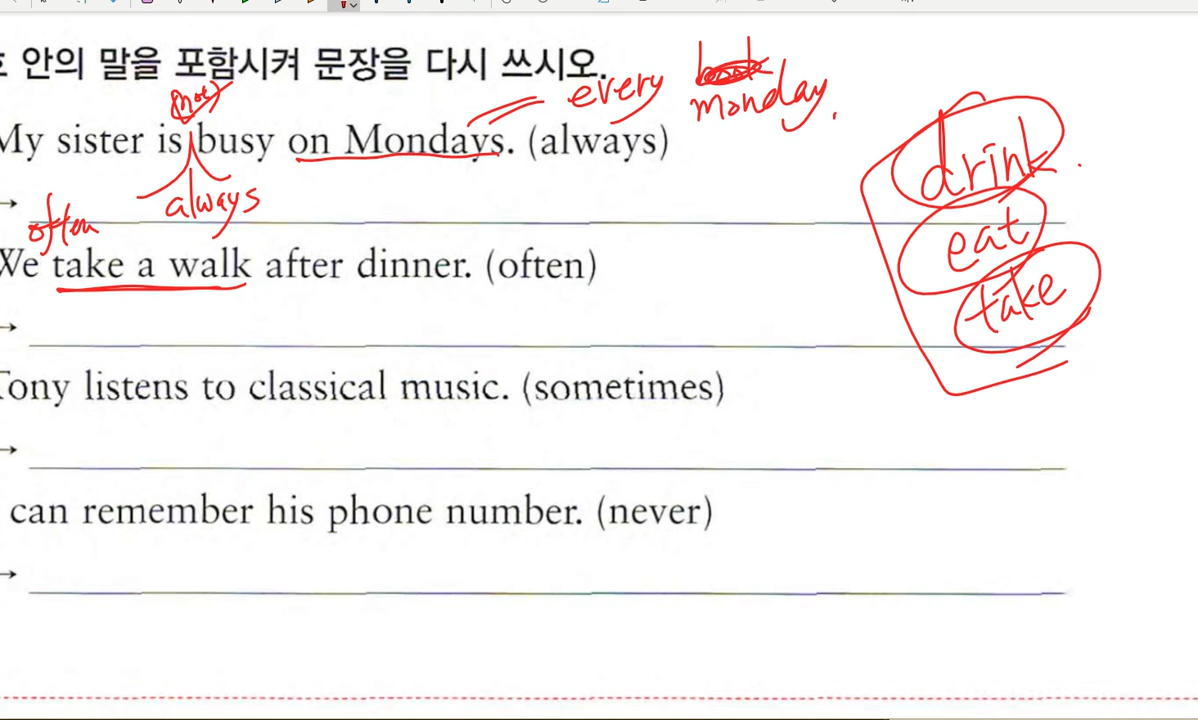 안의 말을 포함시켜 문장을 다시 쓰시오.
(not)
every
monday.
My sister is busy on Mondays. (always)
drink.
→
always
often
eat
We take a walk after dinner. (often)
take
→
Tony listens to classical music. (sometimes)
→
can remember his phone number. (never)
→